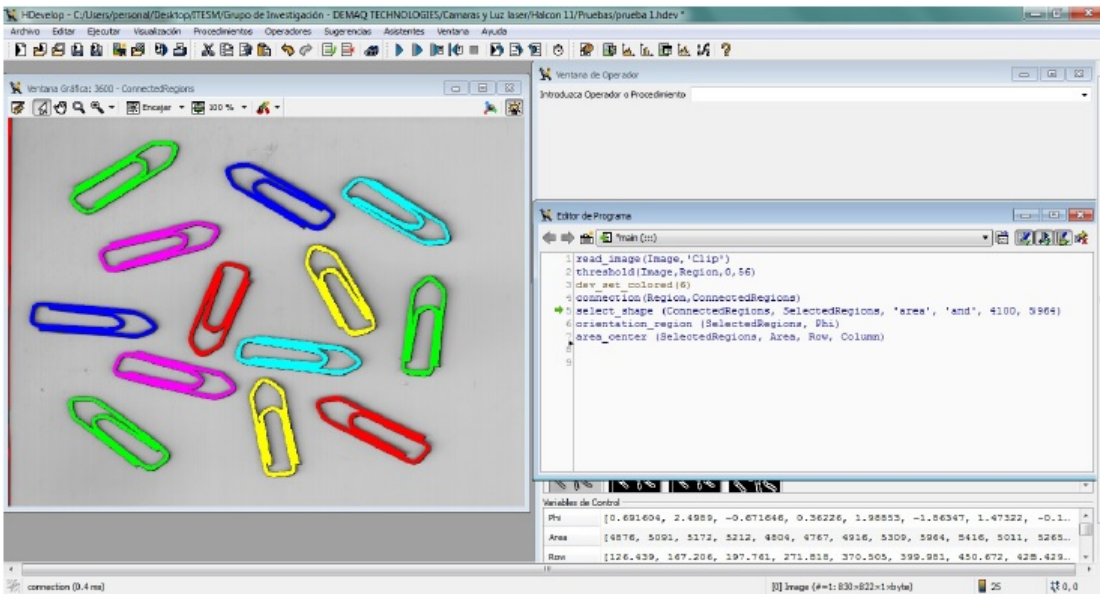 HDevelop - C:/Users/personal/Desktop/ITESM/Grupo de Investigación - DEMAQ TECHNOLOGIES/Camaras y Luz laser/Halcon 11/Pruebas/prueba 1.hdev *
Archivo Editar Ejecutar Visualización Procedimientos Operadores Sugerencias Asistentes Ventana Ayuda
Ventana Gráfica: 3600 - ConnectedRegions
Encajar 100 %
Ventana de Operador
Introduzca Operador o Procedimiento
Editor de Programa
*main (:::)
1 read_image(Image,'Clip')
2 threshold(Image,Region,0,56)
3 dev_set_colored(6)
4 connection(Region,ConnectedRegions)
5 select_shape (ConnectedRegions, SelectedRegions, 'area', 'and', 4100, 5964)
6 orientation_region (SelectedRegions, Phi)
7 area_center (SelectedRegions, Area, Row, Column)
8
9
Variables de Control
Phi [0.691604, 2.4989, -0.671646, 0.36226, 1.98853, -1.86347, 1.47322, -0.1...
Area [4876, 5091, 5172, 5212, 4804, 4767, 4916, 5309, 5964, 5416, 5011, 5265...
Row [126.439, 167.206, 197.761, 271.818, 370.505, 399.981, 450.672, 428.429...
connection (0.4 ms)
[0] Image (#=1: 830×822×1×byte)
25
0,0